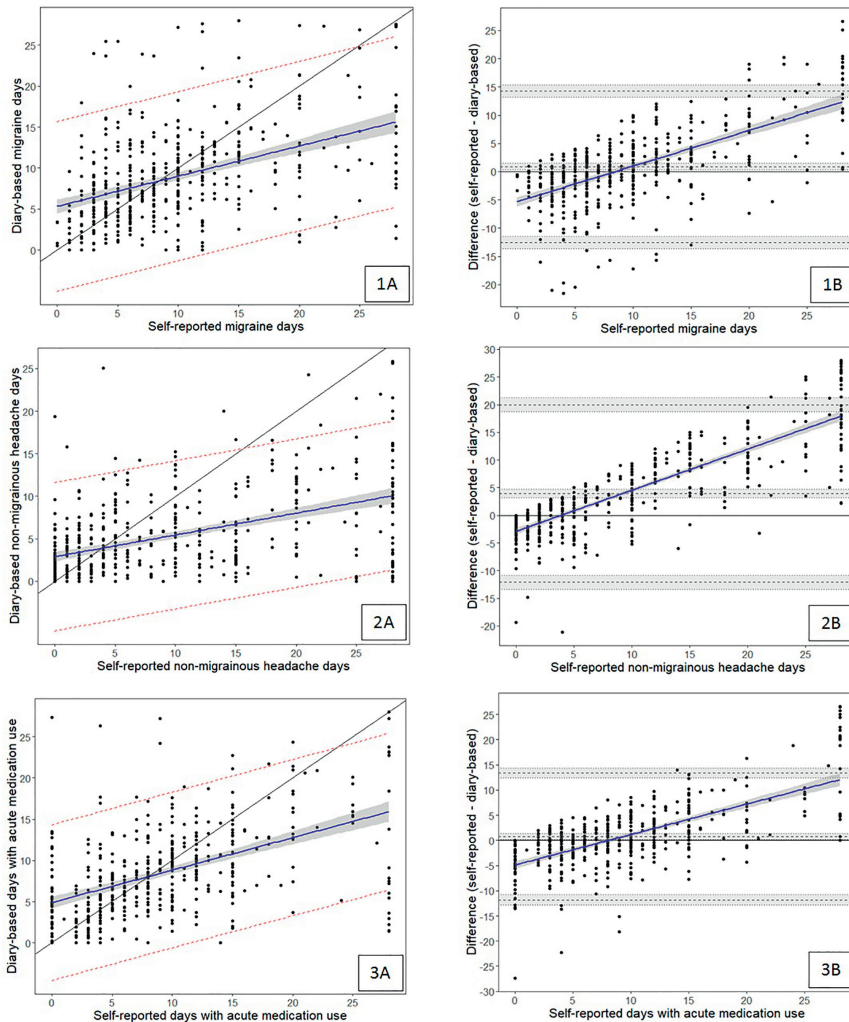 Diary-based migraine days
25
20
15
10
5
0
0 5 10 15 20 25
Self-reported migraine days
1A
Difference (self-reported - diary-based)
25
20
15
10
5
0
-5
-10
-15
-20
0 5 10 15 20 25
Self-reported migraine days
1B
Diary-based non-migrainous headache days
25
20
15
10
5
0
0 5 10 15 20 25
Self-reported non-migrainous headache days
2A
Difference (self-reported - diary-based)
30
25
20
15
10
5
0
-5
-10
-15
-20
0 5 10 15 20 25
Self-reported non-migrainous headache days
2B
Diary-based days with acute medication use
25
20
15
10
5
0
0 5 10 15 20 25
Self-reported days with acute medication use
3A
Difference (self-reported - diary-based)
25
20
15
10
5
0
-5
-10
-15
-20
-25
-30
0 5 10 15 20 25
Self-reported days with acute medication use
3B